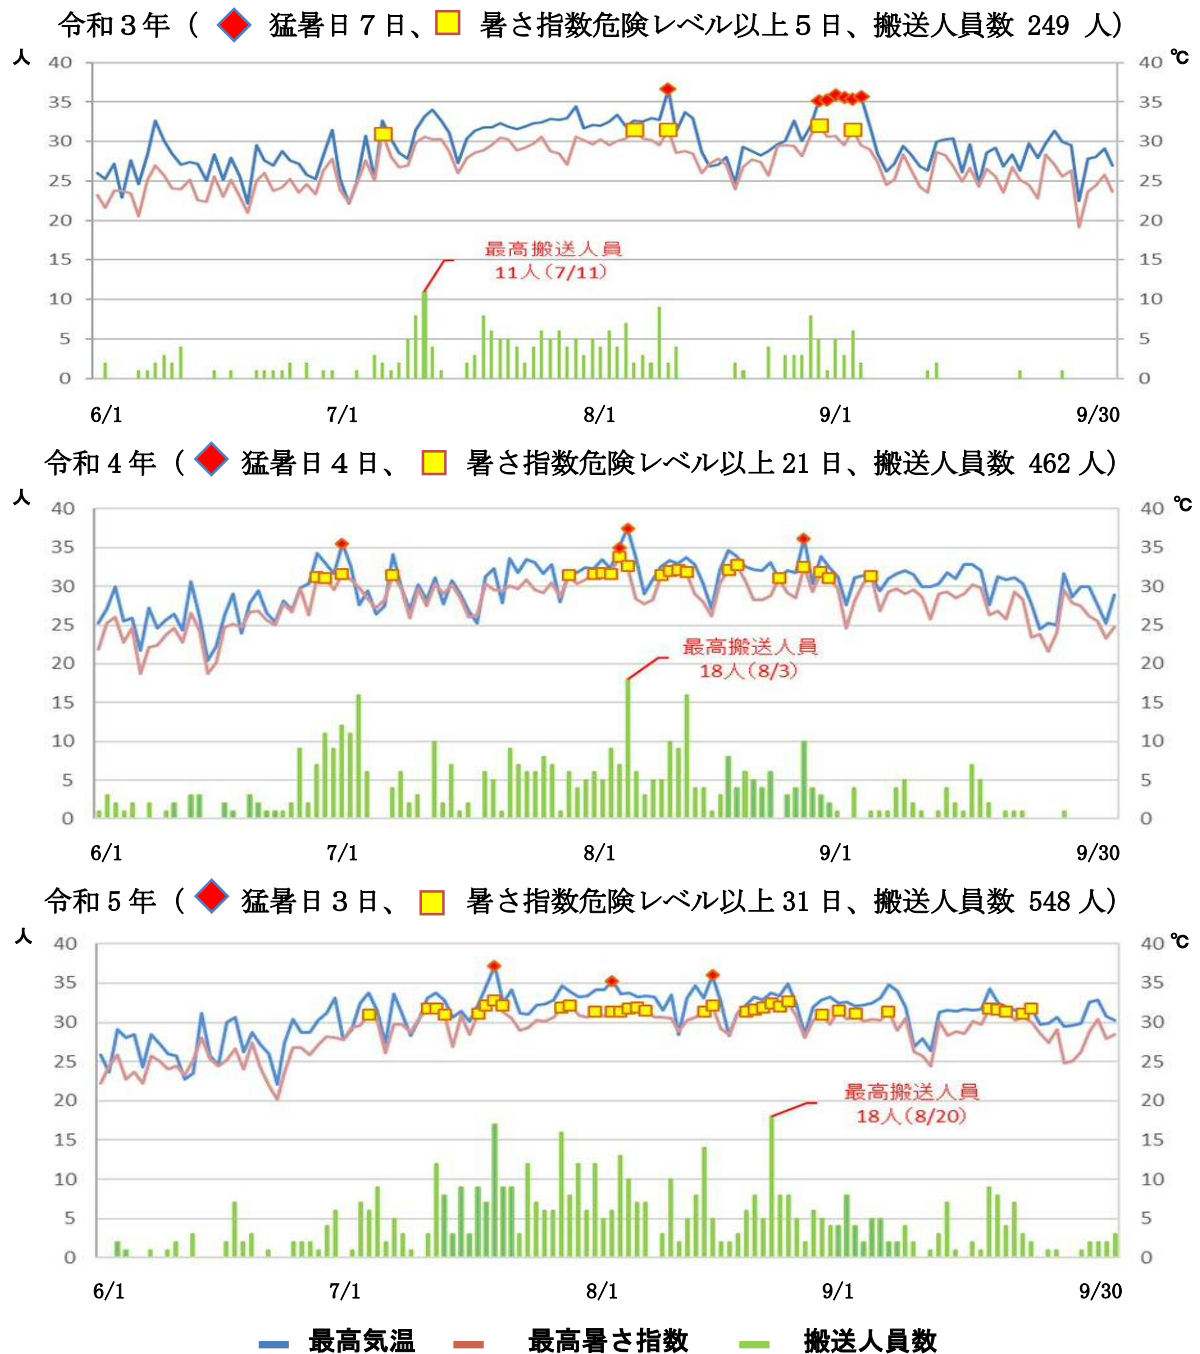 令和３年（ 猛暑日７日、 暑さ指数危険レベル以上５日、搬送人員数 249 人）
人 ℃
40 40
35 35
30 30
25 25
20 20
最高搬送人員
15 15
11人(7/11)
10 10
5 5
0 0
6/1 7/1 8/1 9/1 9/30
令和４年（ 猛暑日４日、 暑さ指数危険レベル以上 21 日、搬送人員数 462 人）
人 ℃
40 40
35 35
30 30
25 25
最高搬送人員
20 20
18人(8/3)
15 15
10 10
5 5
0 0
6/1 7/1 8/1 9/1 9/30
令和５年（ 猛暑日３日、 暑さ指数危険レベル以上 31 日、搬送人員数 548 人）
人 ℃
40 40
35 35
30 30
25 25
最高搬送人員
20 20
18人(8/20)
15 15
10 10
5 5
0 0
6/1 7/1 8/1 9/1 9/30
最高気温 最高暑さ指数 搬送人員数